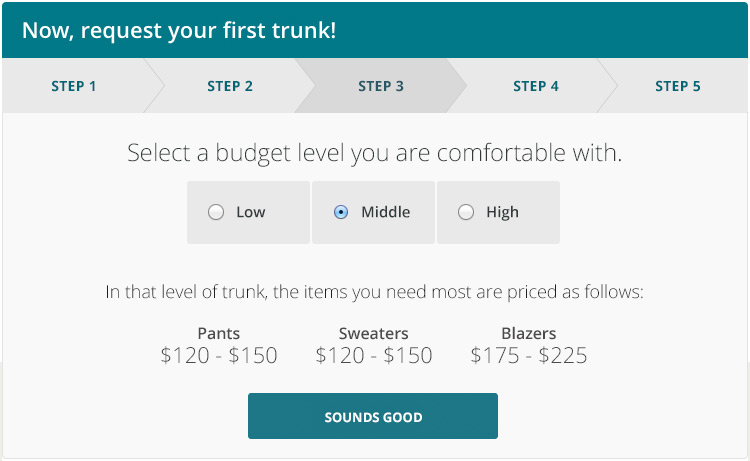 Now, request your first trunk!
STEP 1 STEP 2 STEP 3 STEP 4 STEP 5
Select a budget level you are comfortable with.
Low Middle High
In that level of trunk, the items you need most are priced as follows:
Pants Sweaters Blazers
$120 - $150 $120 - $150 $175 - $225
SOUNDS GOOD